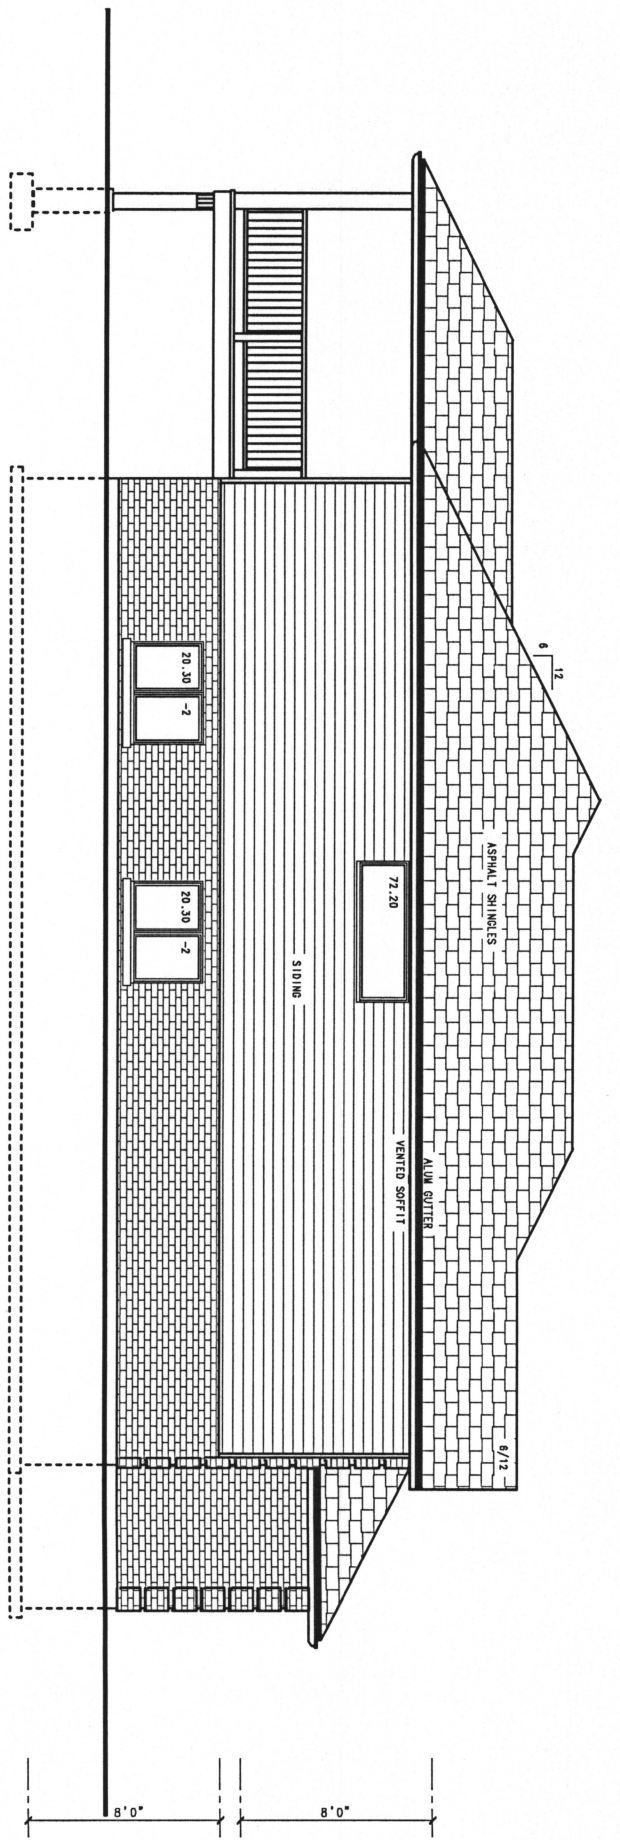 6
12
ASPHALT SHINGLES
6/12
ALUM GUTTER
VENTED SOFFIT
72.20
SIDING
20.30 -2
20.30 -2
8'0"
8'0"